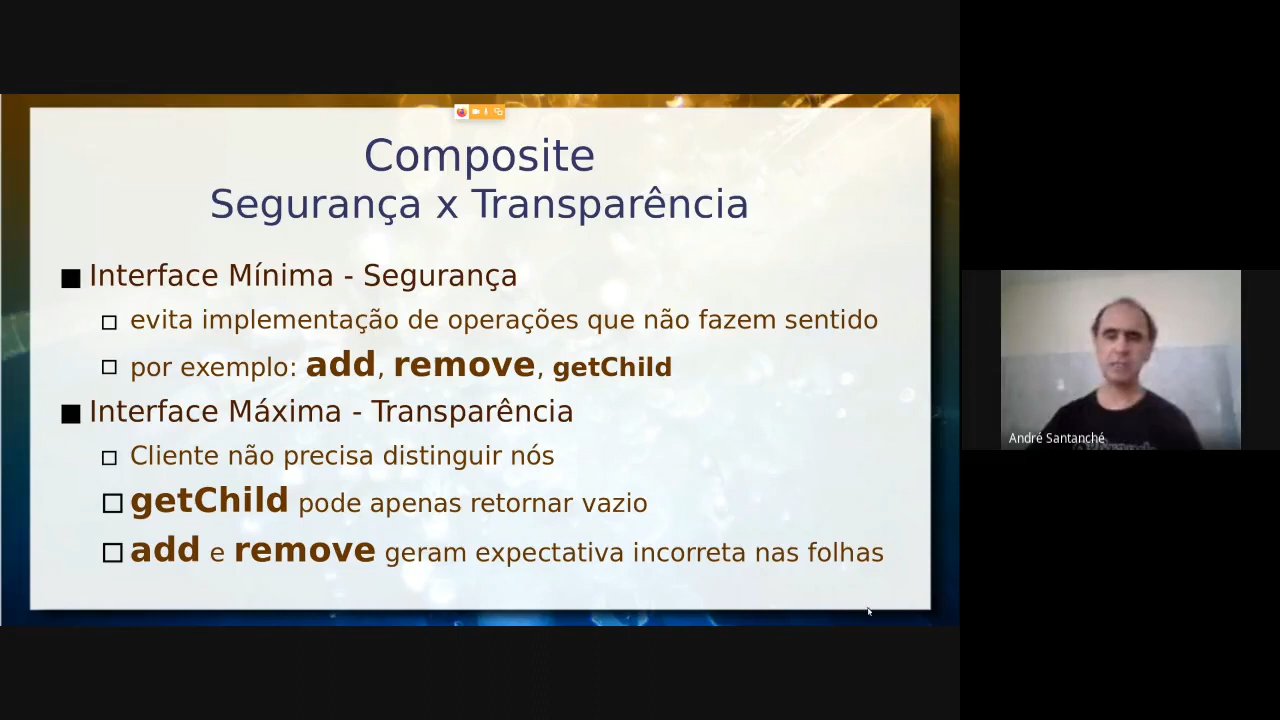 Composite
Segurança x Transparência
Interface Mínima - Segurança
evita implementação de operações que não fazem sentido
por exemplo: add, remove, getChild
Interface Máxima - Transparência
Cliente não precisa distinguir nós
getChild pode apenas retornar vazio
add e remove geram expectativa incorreta nas folhas
André Santanché